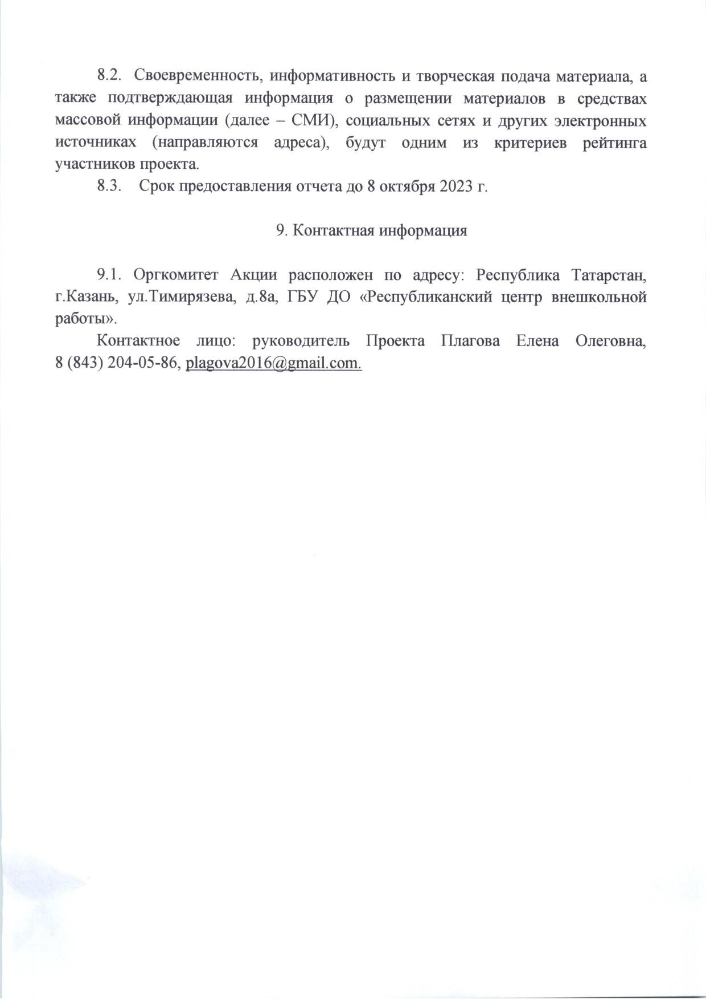 8.2. Своевременность, информативность и творческая подача материала, а
также подтверждающая информация о размещении материалов в средствах
массовой информации (далее – СМИ), социальных сетях и других электронных
источниках (направляются адреса), будут одним из критериев рейтинга
участников проекта.
8.3. Срок предоставления отчета до 8 октября 2023 г.
9. Контактная информация
9.1. Оргкомитет Акции расположен по адресу: Республика Татарстан,
г.Казань, ул.Тимирязева, д.8а, ГБУ ДО «Республиканский центр внешкольной
работы».
Контактное лицо: руководитель Проекта Плагова Елена Олеговна,
8 (843) 204-05-86, plagova2016@gmail.com.